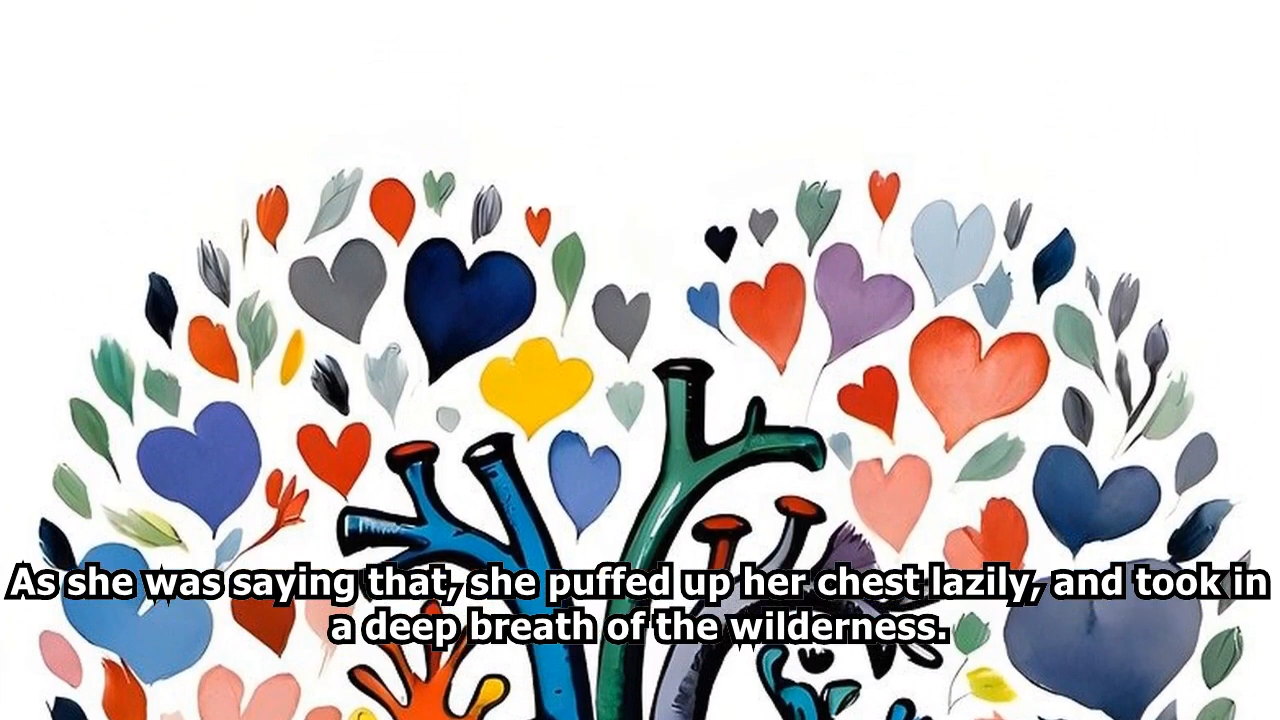 As she was saying that, she puffed up her chest lazily, and took in
a deep breath of the wilderness.